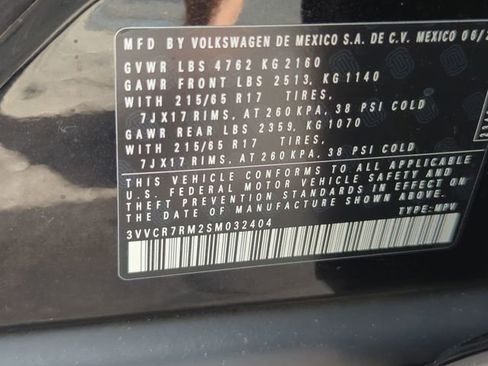 MFD BY VOLKSWAGEN DE MEXICO S.A. DE C.V. MEXICO 06/2
GVWR LBS 4762 KG 2160
GAWR FRONT LBS 2513, KG 1140
WITH 215/65 R17 TIRES,
7JX17 RIMS, AT 260 KPA, 38 PSI COLD
GAWR REAR LBS 2359, KG 1070
WITH 215/65 R17 TIRES,
7JX17 RIMS, AT 260 KPA, 38 PSI COLD
THIS VEHICLE CONFORMS TO ALL APPLICABLE
U.S. FEDERAL MOTOR VEHICLE SAFETY AND
THEFT PREVENTION STANDARDS IN EFFECT ON
THE DATE OF MANUFACTURE SHOWN ABOVE.
3VVCR7RM2SM032404 TYPE: MPV